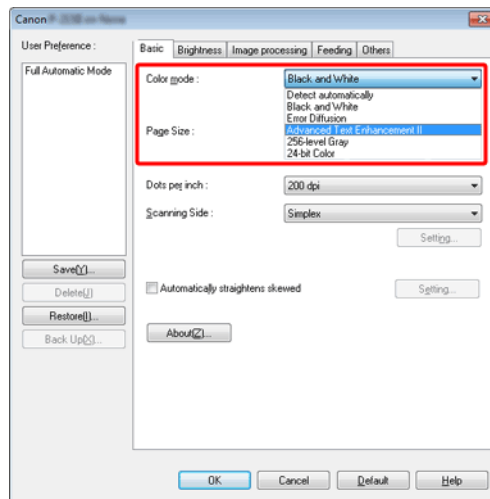 Canon
User Preference :
Full Automatic Mode
Save(Y)...
Delete(J)
Restore(I)...
Back Up(X)...
Basic Brightness Image processing Feeding Others
Color mode : Black and White
Detect automatically
Black and White
Error Diffusion
Advanced Text Enhancement II
256-level Gray
24-bit Color
Page Size :
Dots per inch : 200 dpi
Scanning Side : Simplex
Setting...
Automatically straightens skewed Setting...
About(Z)...
OK Cancel Default Help